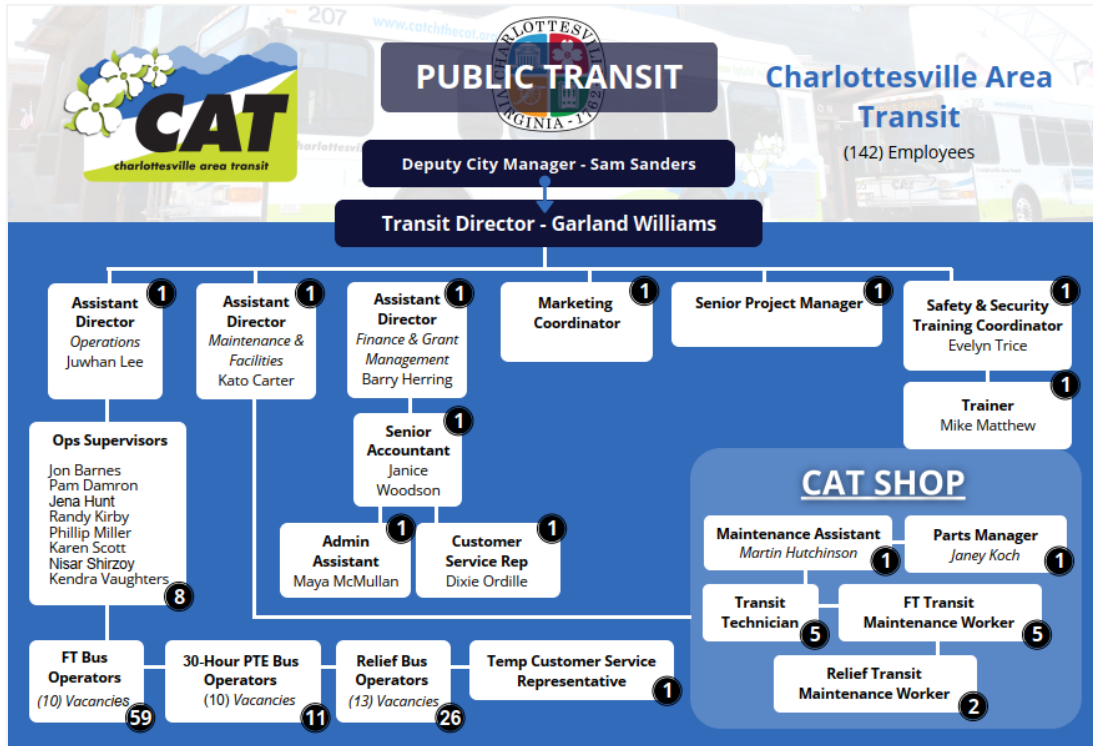 207
www.catchthecat.org
CHARLOTTESVILLE
VIRGINIA - 1762
PUBLIC TRANSIT
CAT
charlottesville area transit
Charlottesville Area
Transit
(142) Employees
Deputy City Manager - Sam Sanders
Transit Director - Garland Williams
1
Assistant
Director
Operations
Juwhan Lee
1
Assistant
Director
Maintenance &
Facilities
Kato Carter
1
Assistant
Director
Finance & Grant
Management
Barry Herring
1
Marketing
Coordinator
1
Senior Project Manager
1
Safety & Security
Training Coordinator
Evelyn Trice
1
Trainer
Mike Matthew
Ops Supervisors
Jon Barnes
Pam Damron
Jena Hunt
Randy Kirby
Phillip Miller
Karen Scott
Nisar Shirzoy
Kendra Vaughters
8
1
Senior
Accountant
Janice
Woodson
1
Admin
Assistant
Maya McMullan
1
Customer
Service Rep
Dixie Ordille
CAT SHOP
Maintenance Assistant
Martin Hutchinson
1
Parts Manager
Janey Koch
1
Transit
Technician
5
FT Transit
Maintenance Worker
5
Relief Transit
Maintenance Worker
2
FT Bus
Operators
(10) Vacancies
59
30-Hour PTE Bus
Operators
(10) Vacancies
11
Relief Bus
Operators
(13) Vacancies
26
Temp Customer Service
Representative
1